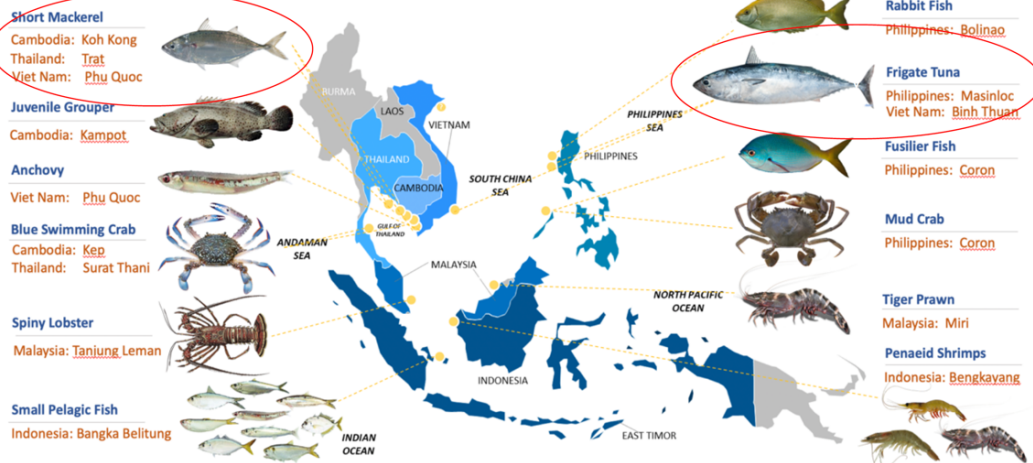 Short Mackerel
Cambodia: Koh Kong
Thailand: Trat
Viet Nam: Phu Quoc
Juvenile Grouper
Cambodia: Kampot
Anchovy
Viet Nam: Phu Quoc
Blue Swimming Crab
Cambodia: Kep
Thailand: Surat Thani
Spiny Lobster
Malaysia: Tanjung Leman
Small Pelagic Fish
Indonesia: Bangka Belitung
BURMA
LAOS
VIETNAM
THAILAND
CAMBODIA
GULF OF
THAILAND
ANDAMAN
SEA
SOUTH CHINA
SEA
PHILIPPINES
SEA
PHILIPPINES
MALAYSIA
NORTH PACIFIC
OCEAN
INDONESIA
EAST TIMOR
INDIAN
OCEAN
Rabbit Fish
Philippines: Bolinao
Frigate Tuna
Philippines: Masinloc
Viet Nam: Binh Thuan
Fusilier Fish
Philippines: Coron
Mud Crab
Philippines: Coron
Tiger Prawn
Malaysia: Miri
Penaeid Shrimps
Indonesia: Bengkayang